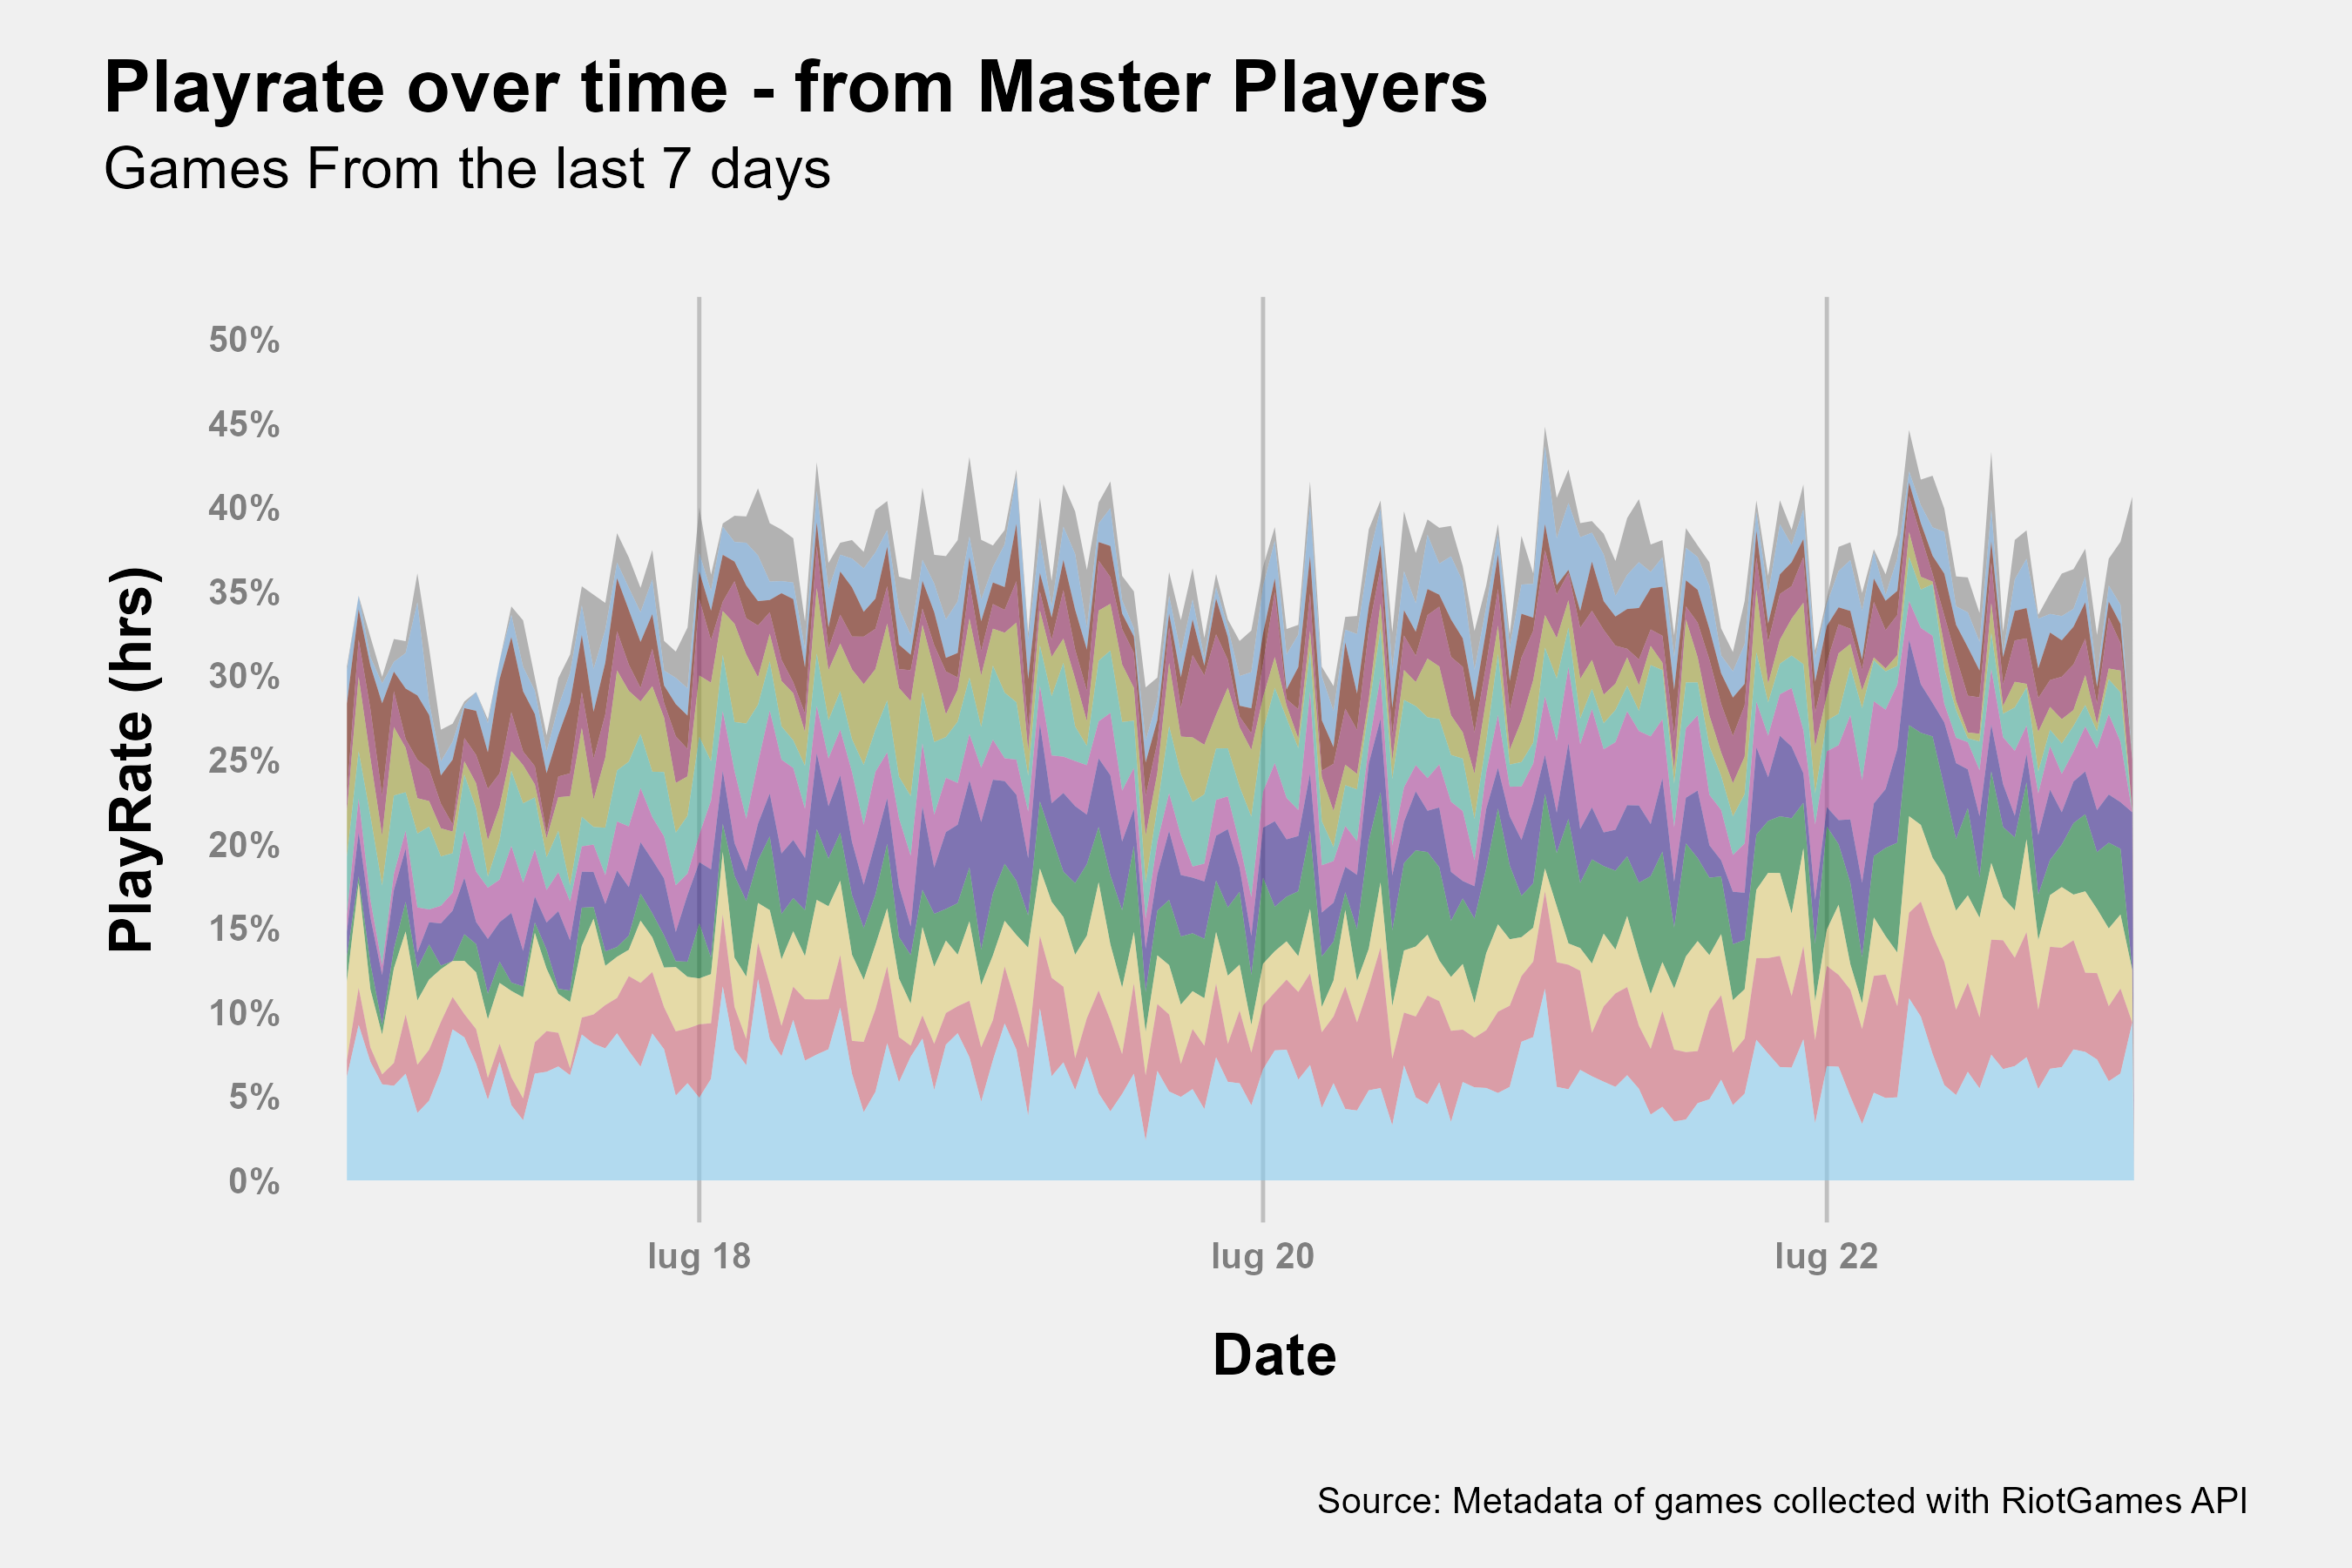 Playrate over time - from Master Players
Games From the last 7 days
50%
45%
40%
35%
30%
25%
20%
15%
10%
5%
0%
PlayRate (hrs)
lug 18
lug 20
lug 22
Date
Source: Metadata of games collected with RiotGames API